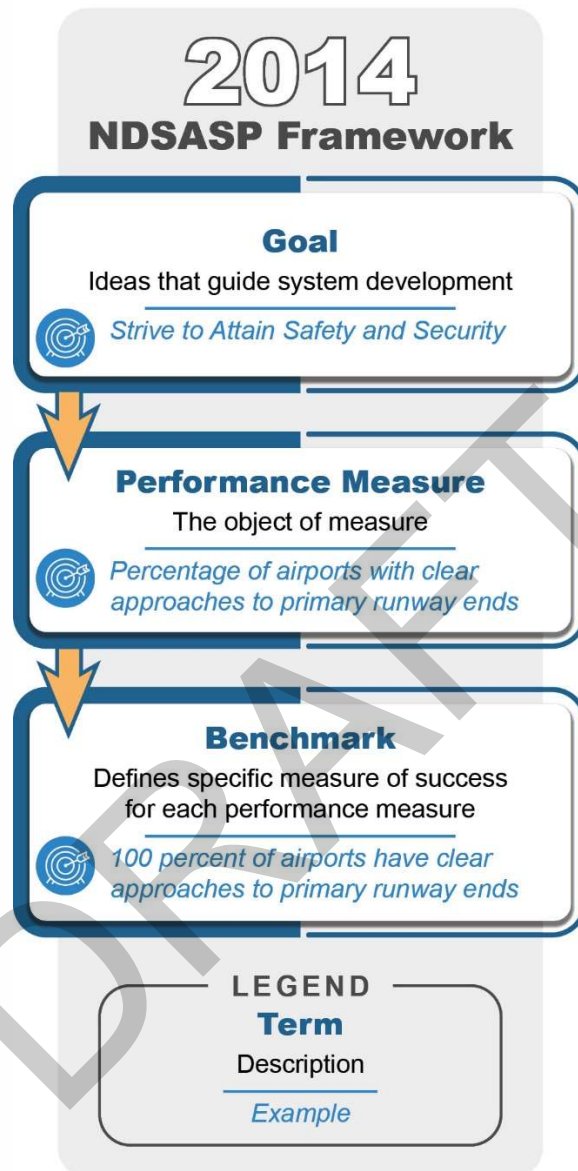 2014
NDSASP Framework
Goal
Ideas that guide system development
Strive to Attain Safety and Security
Performance Measure
The object of measure
Percentage of airports with clear
approaches to primary runway ends
Benchmark
Defines specific measure of success
for each performance measure
100 percent of airports have clear
approaches to primary runway ends
LEGEND
Term
Description
Example
DRAFT